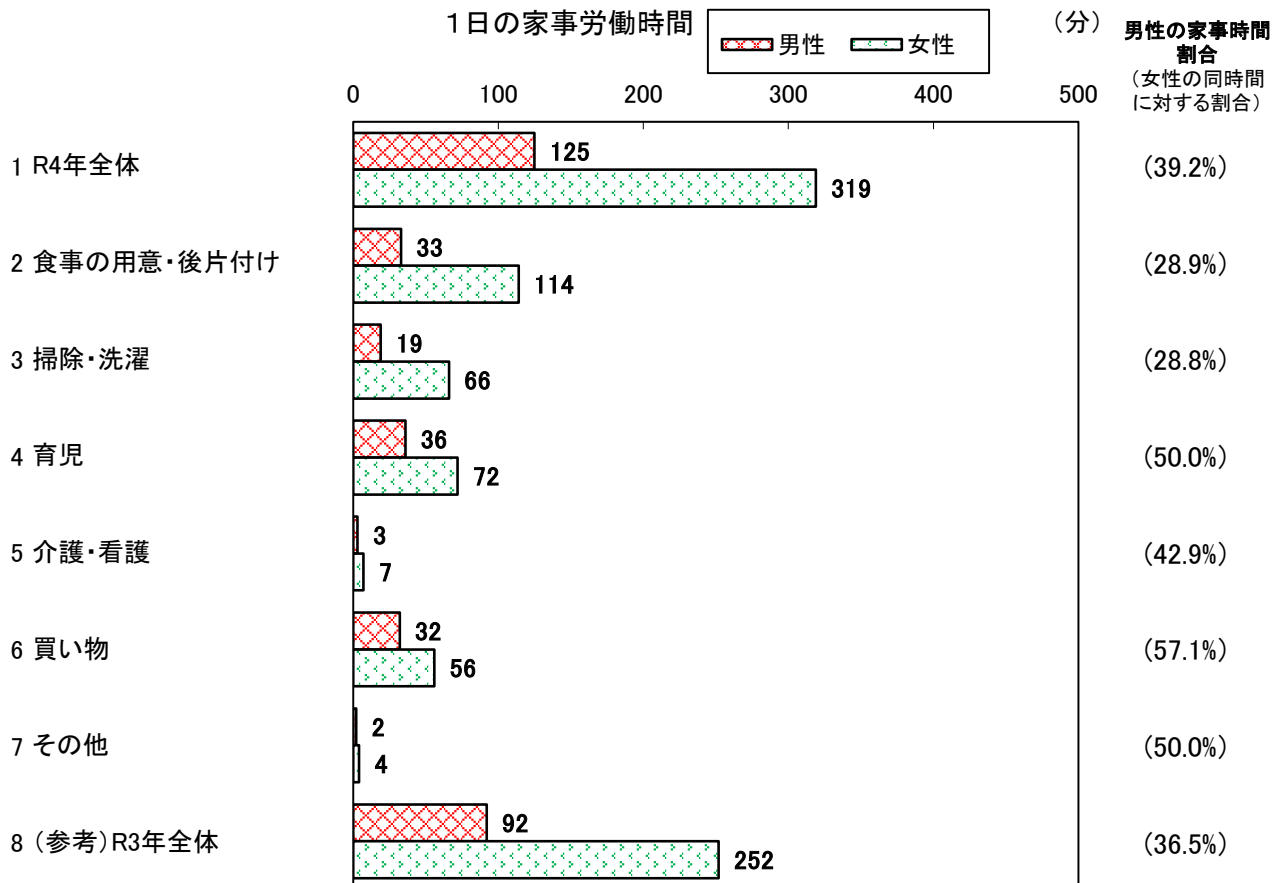 1日の家事労働時間
男性 女性
(分)
男性の家事時間
割合
(女性の同時間
に対する割合)
0 100 200 300 400 500
1 R4年全体 125 319 (39.2%)
2 食事の用意・後片付け 33 114 (28.9%)
3 掃除・洗濯 19 66 (28.8%)
4 育児 36 72 (50.0%)
5 介護・看護 3 7 (42.9%)
6 買い物 32 56 (57.1%)
7 その他 2 4 (50.0%)
8 (参考)R3年全体 92 252 (36.5%)